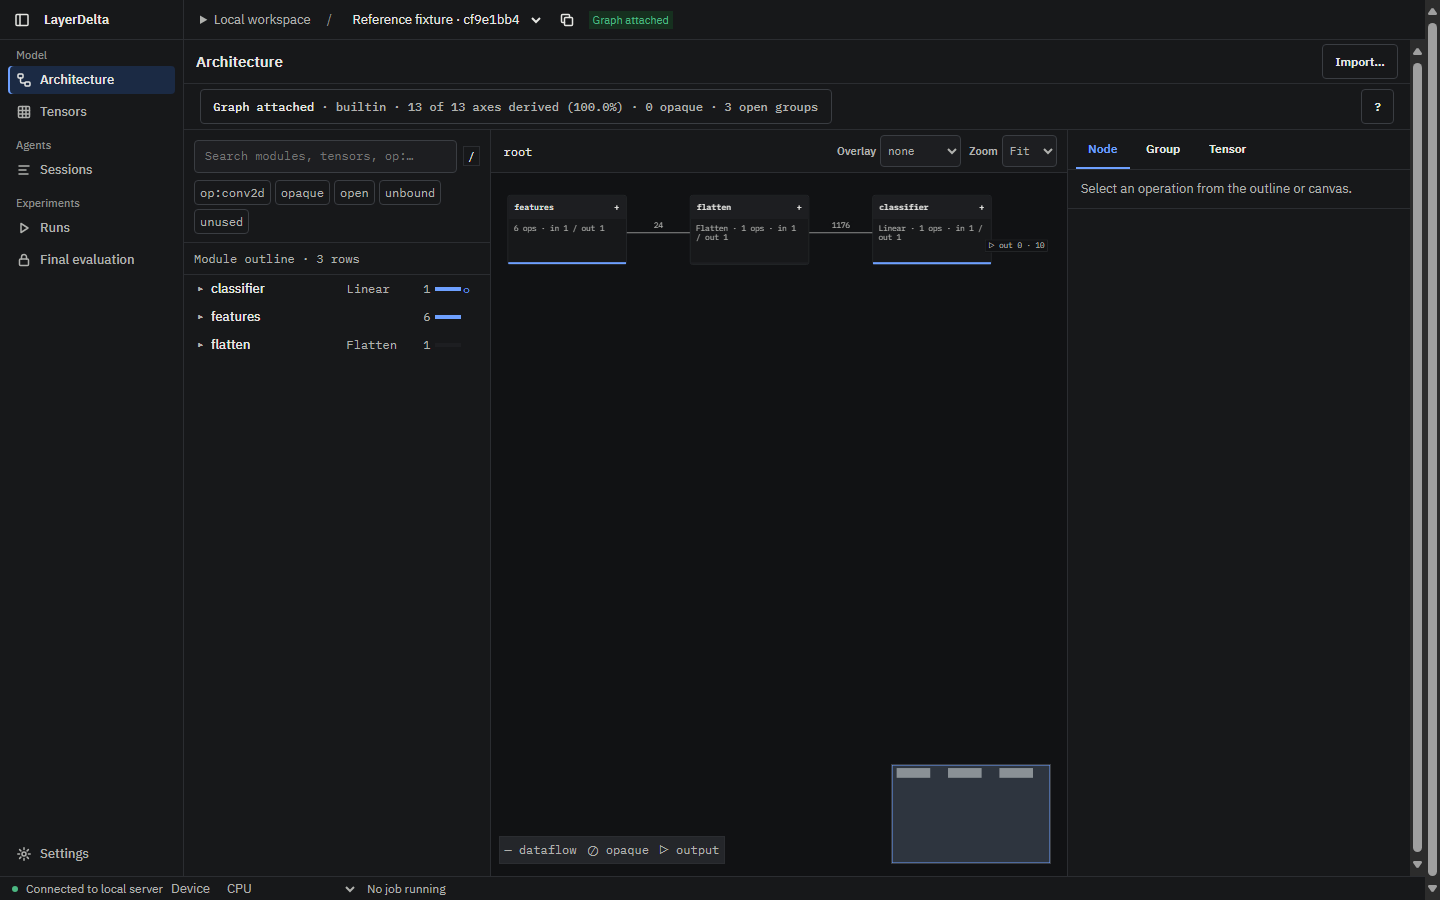 LayerDelta
Local workspace / Reference fixture · cf9e1bb4 Graph attached
Model
Architecture
Tensors
Agents
Sessions
Experiments
Runs
Final evaluation
Settings
Architecture
Import...
Graph attached · builtin · 13 of 13 axes derived (100.0%) · 0 opaque · 3 open groups
?
Search modules, tensors, op:… /
op:conv2d opaque open unbound
unused
Module outline · 3 rows
classifier Linear 1
features 6
flatten Flatten 1
root
Overlay none Zoom Fit
features +
6 ops · in 1 / out 1
24
flatten +
Flatten · 1 ops · in 1
/ out 1
1176
classifier +
Linear · 1 ops · in 1 /
out 1
▷ out 0 · 10
— dataflow opaque ▷ output
Node Group Tensor
Select an operation from the outline or canvas.
Connected to local server Device CPU No job running